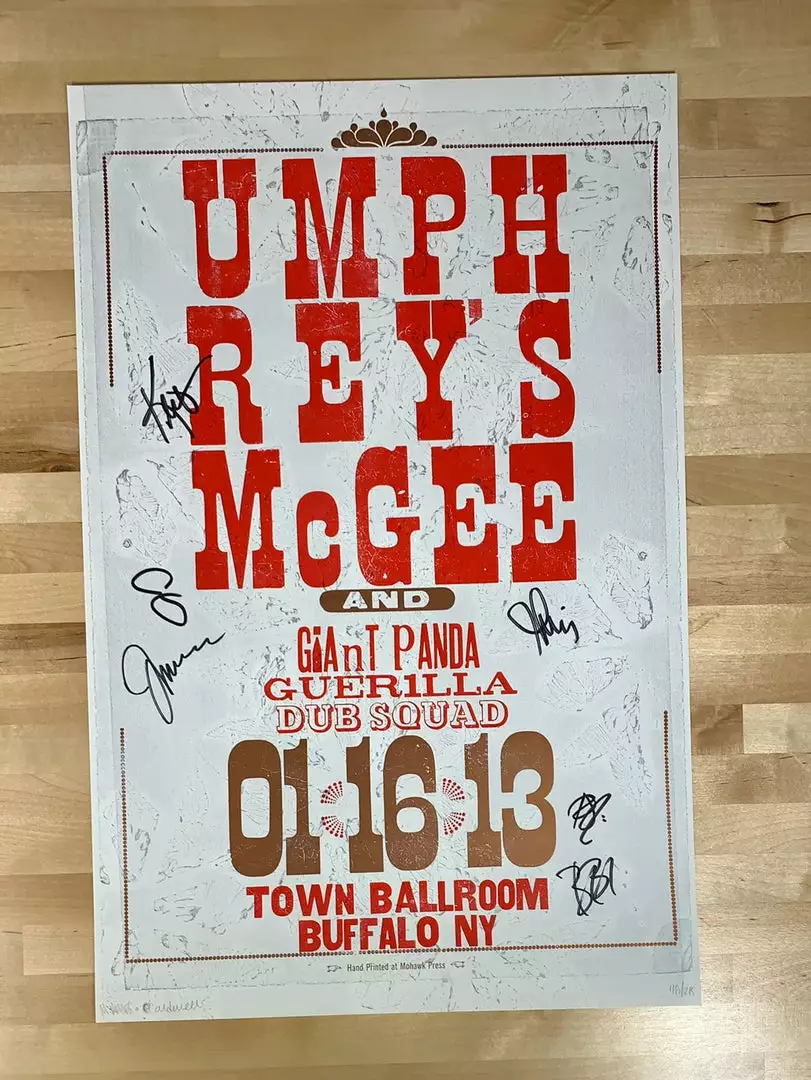 UMPH
REY'S
McGEE
AND
GIAnT PANDA
GUER1LLA
DUB SQUAD
01 16 13
TOWN BALLROOM
BUFFALO NY
Hand Printed at Mohawk Press